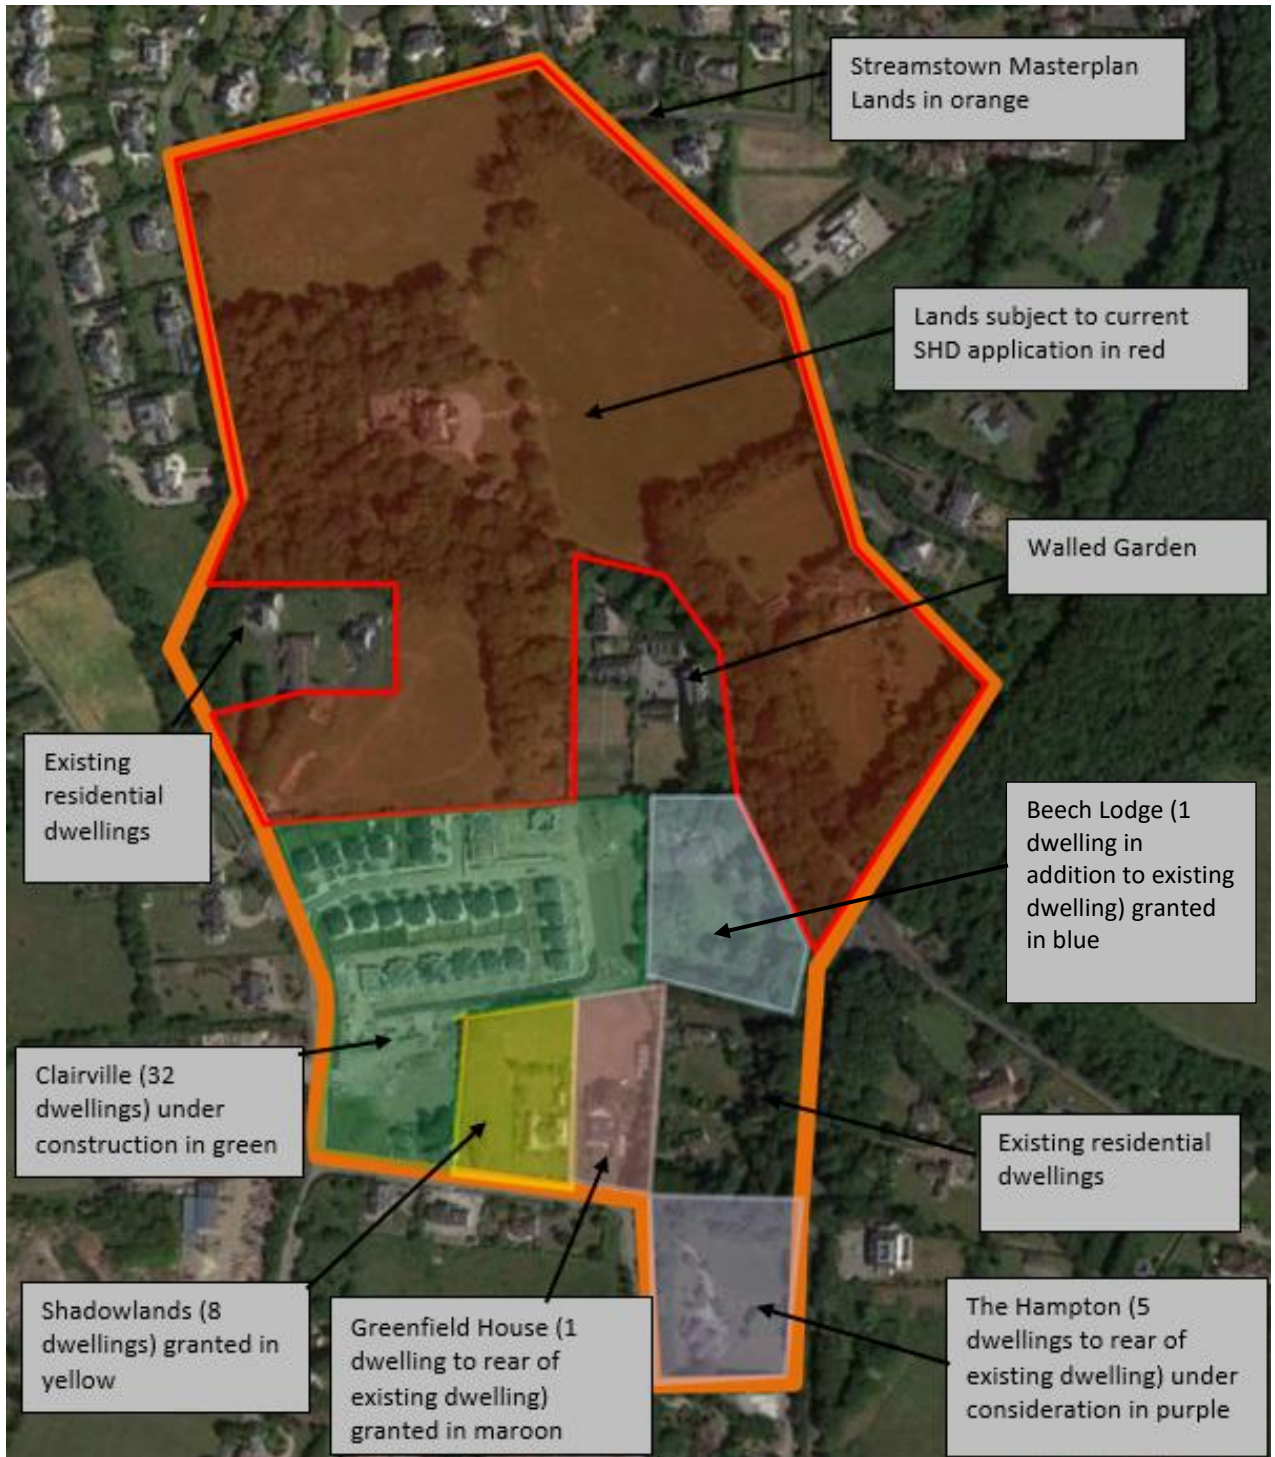 Streamstown Masterplan
Lands in orange
Lands subject to current
SHD application in red
Walled Garden
Existing
residential
dwellings
Beech Lodge (1
dwelling in
addition to existing
dwelling) granted
in blue
Clairville (32
dwellings) under
construction in green
Existing residential
dwellings
Shadowlands (8
dwellings) granted in
yellow
Greenfield House (1
dwelling to rear of
existing dwelling)
granted in maroon
The Hampton (5
dwellings to rear of
existing dwelling) under
consideration in purple